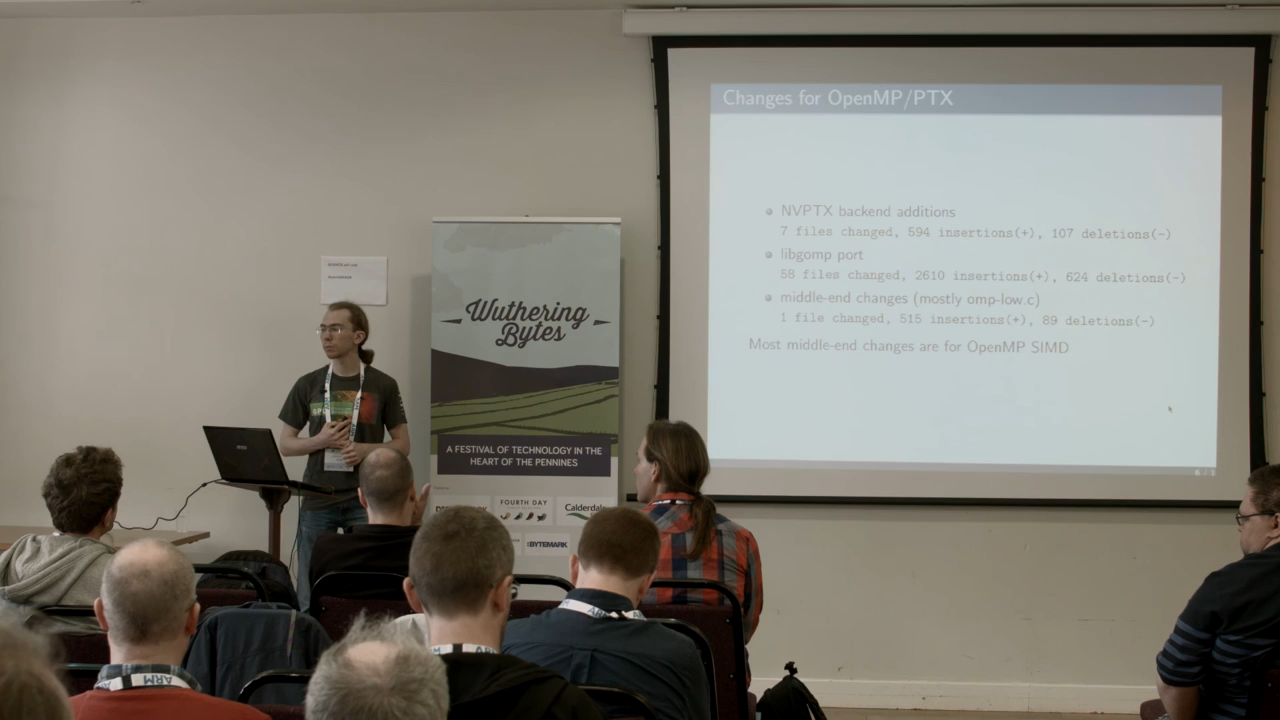 Changes for OpenMP/PTX
NVPTX backend additions
7 files changed, 594 insertions(+), 107 deletions(-)
libgomp port
58 files changed, 2610 insertions(+), 624 deletions(-)
middle-end changes (mostly omp-low.c)
1 file changed, 515 insertions(+), 89 deletions(-)
Most middle-end changes are for OpenMP SIMD
Wuthering
Bytes
A FESTIVAL OF TECHNOLOGY IN THE
HEART OF THE PENNINES
FOURTH DAY
Calderdale
BYTEMARK
ARM
ARM